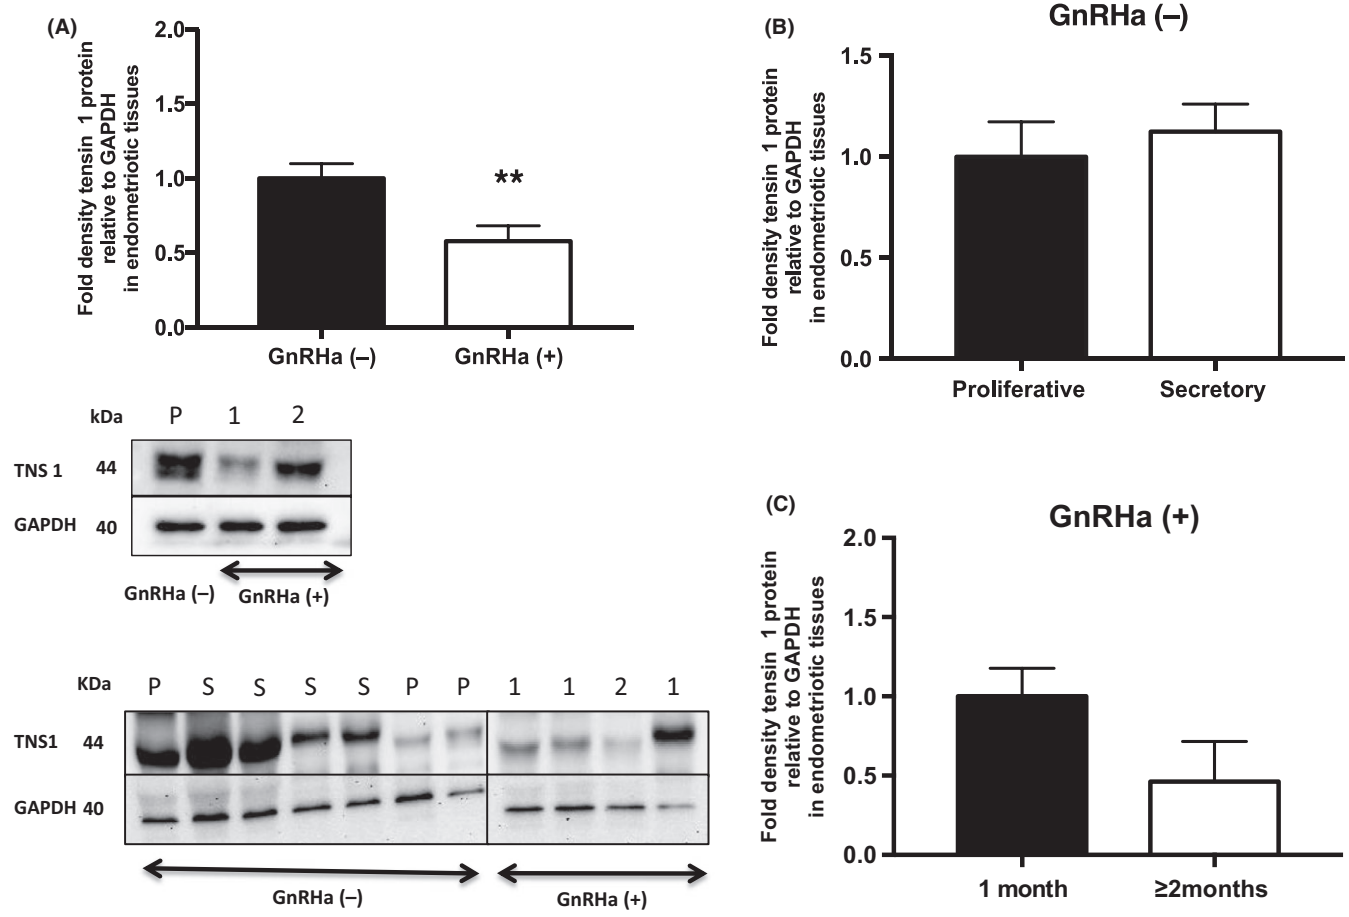 (A)
2.0
1.5
1.0
0.5
0.0
Fold density tensin 1 protein
relative to GAPDH
in endometriotic tissues
**
GnRHa (–)
GnRHa (+)
kDa P 1 2
TNS 1 44
GAPDH 40
GnRHa (–) GnRHa (+)
KDa P S S S S P P 1 1 2 1
TNS1 44
GAPDH 40
GnRHa (–) GnRHa (+)
(B)
GnRHa (–)
1.5
1.0
0.5
0.0
Fold density tensin 1 protein
relative to GAPDH
in endometriotic tissues
Proliferative
Secretory
(C)
GnRHa (+)
2.0
1.5
1.0
0.5
0.0
Fold density tensin 1 protein
relative to GAPDH
in endometriotic tissues
1 month
≥2months